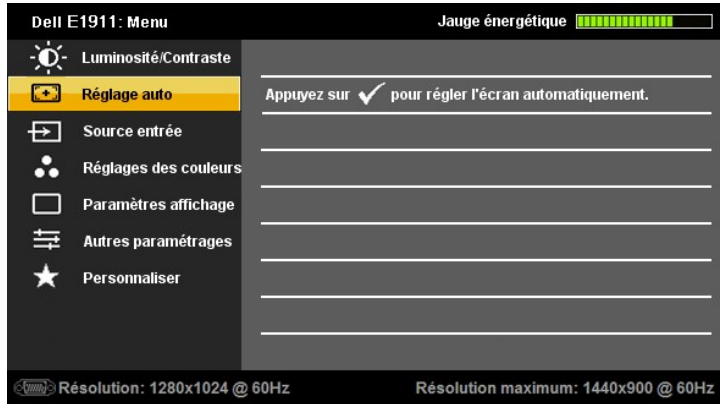 Dell E1911: Menu Jauge énergétique
Luminosité/Contraste
Réglage auto Appuyez sur pour régler l'écran automatiquement.
Source entrée
Réglages des couleurs
Paramètres affichage
Autres paramétrages
Personnaliser
Résolution: 1280x1024 @ 60Hz Résolution maximum: 1440x900 @ 60Hz